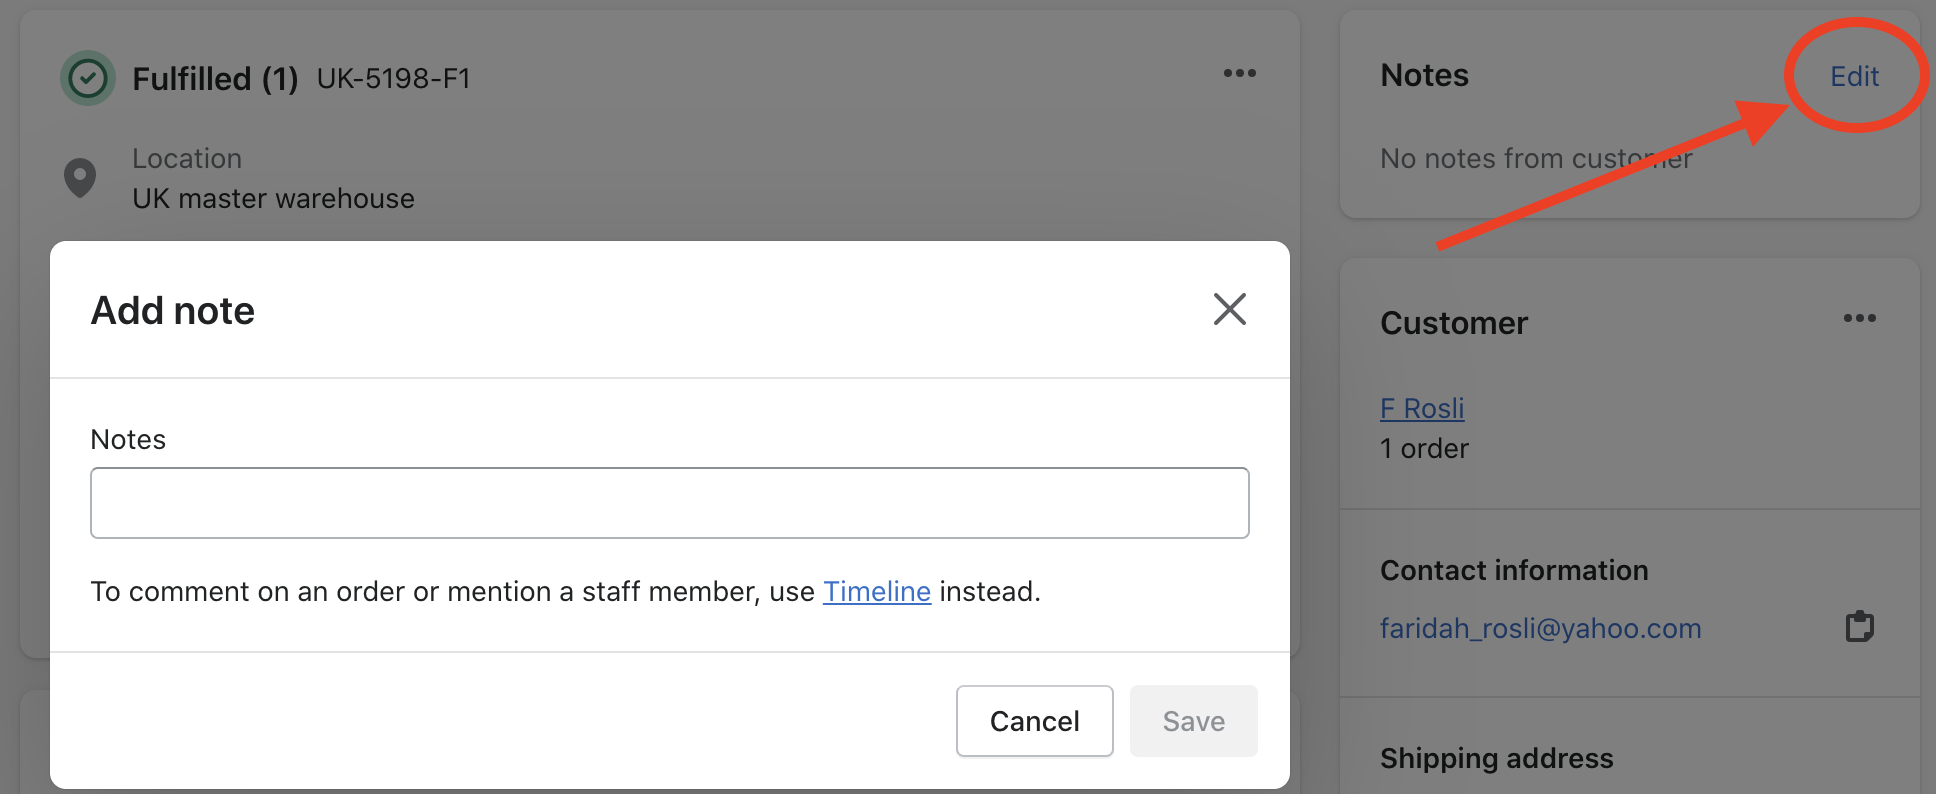 Fulfilled (1) UK-5198-F1
Location
UK master warehouse
Add note
Notes
To comment on an order or mention a staff member, use Timeline instead.
Cancel Save
Notes Edit
No notes from customer
Customer
F Rosli
1 order
Contact information
faridah_rosli@yahoo.com
Shipping address